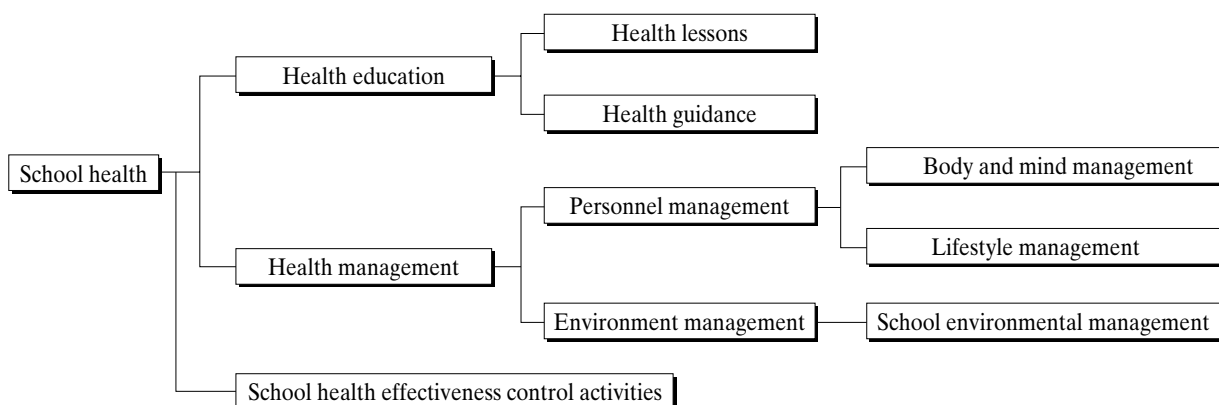 School health
Health education
Health lessons
Health guidance
Health management
Personnel management
Body and mind management
Lifestyle management
Environment management
School environmental management
School health effectiveness control activities